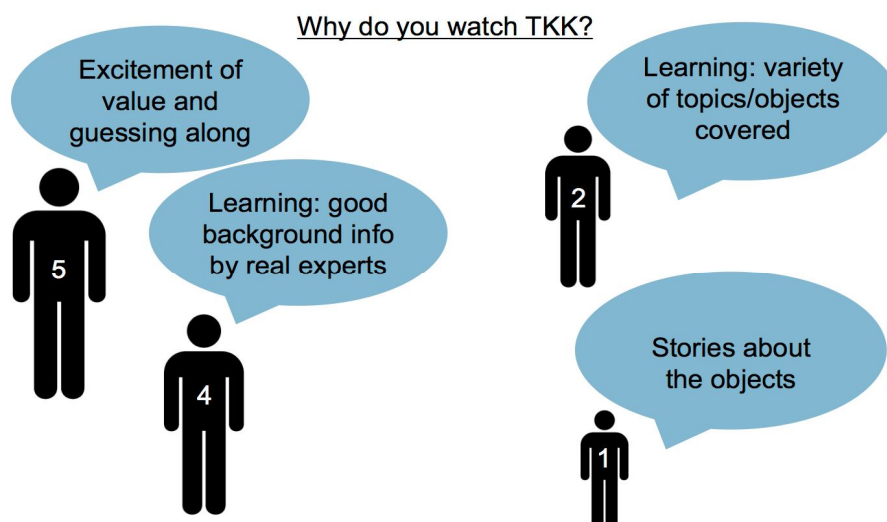 Why do you watch TKK?
Excitement of
value and
guessing along
5
Learning: good
background info
by real experts
4
Learning: variety
of topics/objects
covered
2
Stories about
the objects
1